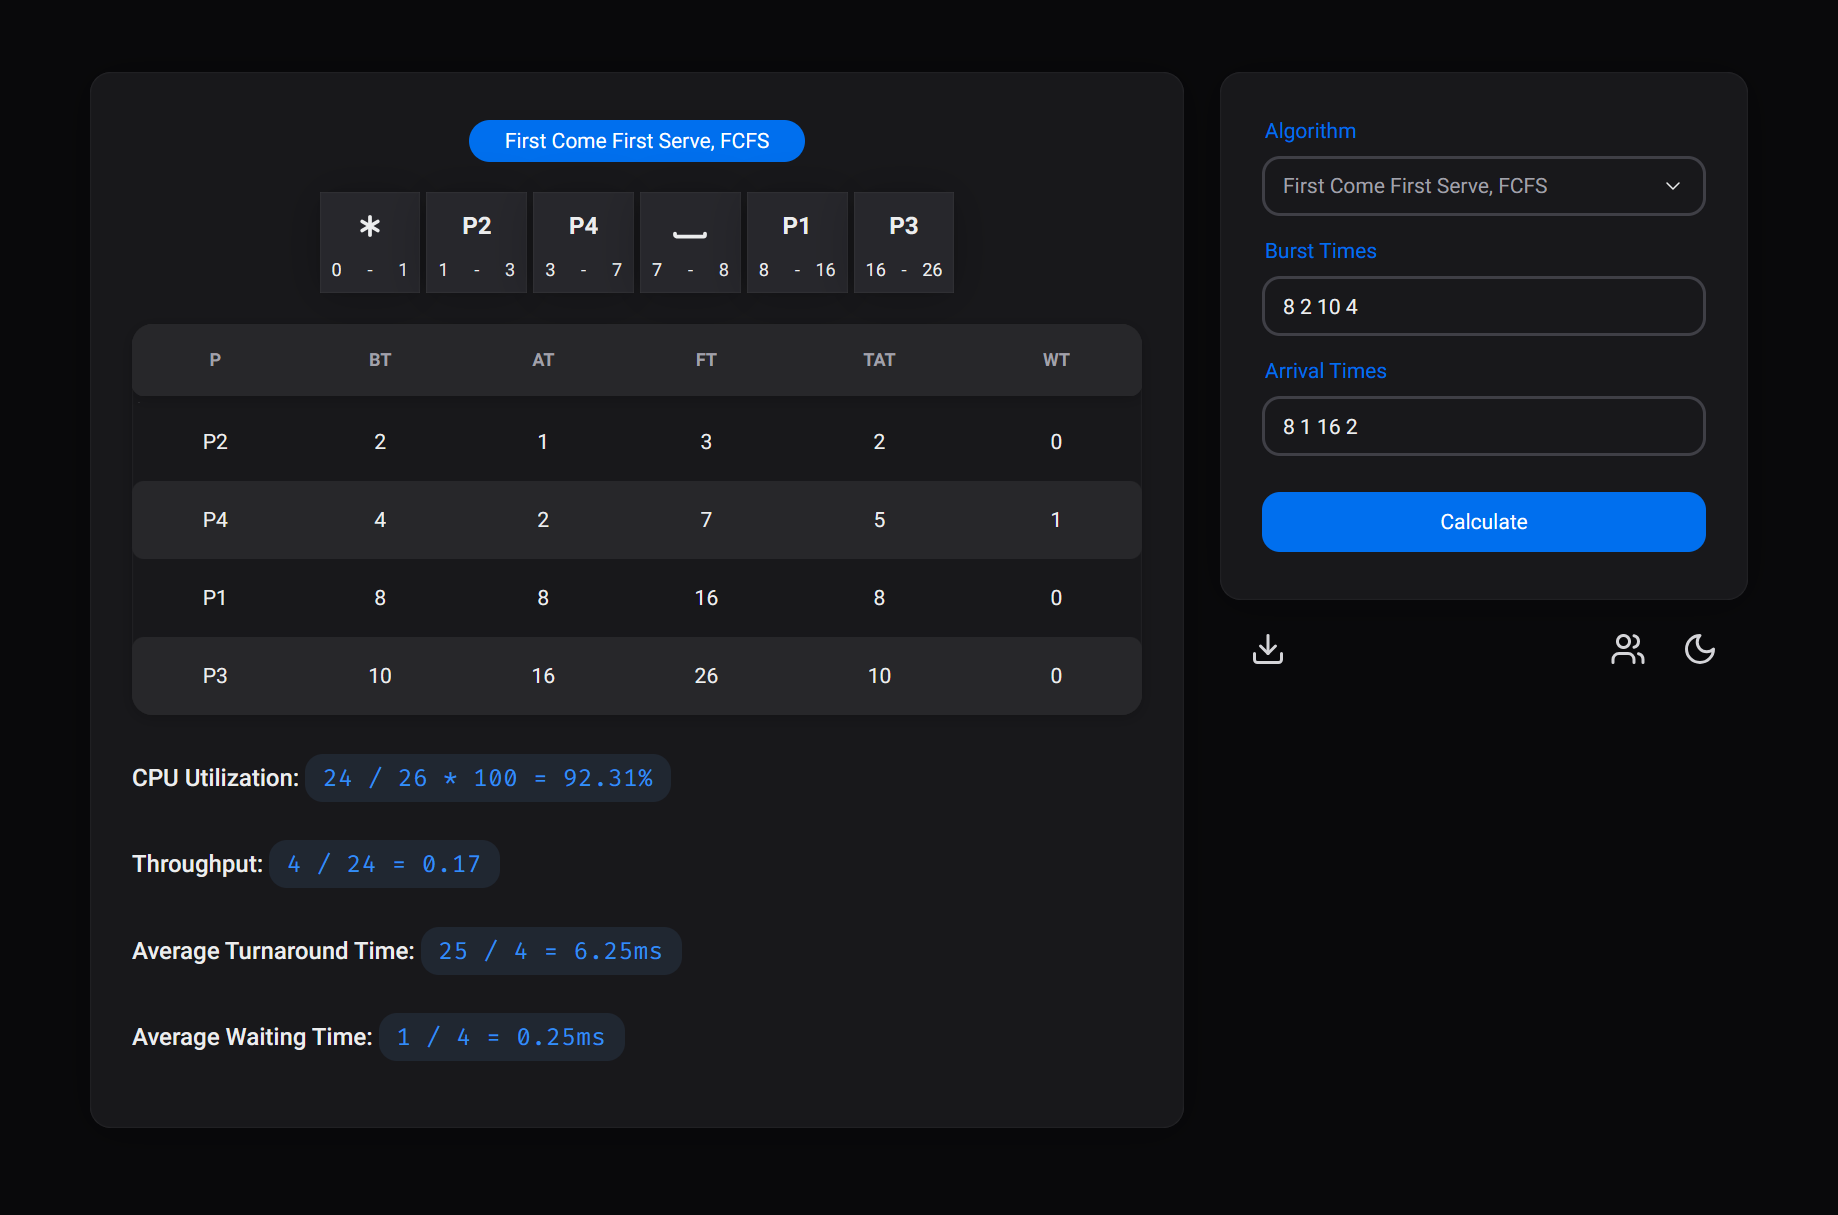 First Come First Serve, FCFS
* P2 P4 ⎵ P1 P3
0 - 1 1 - 3 3 - 7 7 - 8 8 - 16 16 - 26
P BT AT FT TAT WT
P2 2 1 3 2 0
P4 4 2 7 5 1
P1 8 8 16 8 0
P3 10 16 26 10 0
CPU Utilization: 24 / 26 * 100 = 92.31%
Throughput: 4 / 24 = 0.17
Average Turnaround Time: 25 / 4 = 6.25ms
Average Waiting Time: 1 / 4 = 0.25ms
Algorithm
First Come First Serve, FCFS
Burst Times
8 2 10 4
Arrival Times
8 1 16 2
Calculate